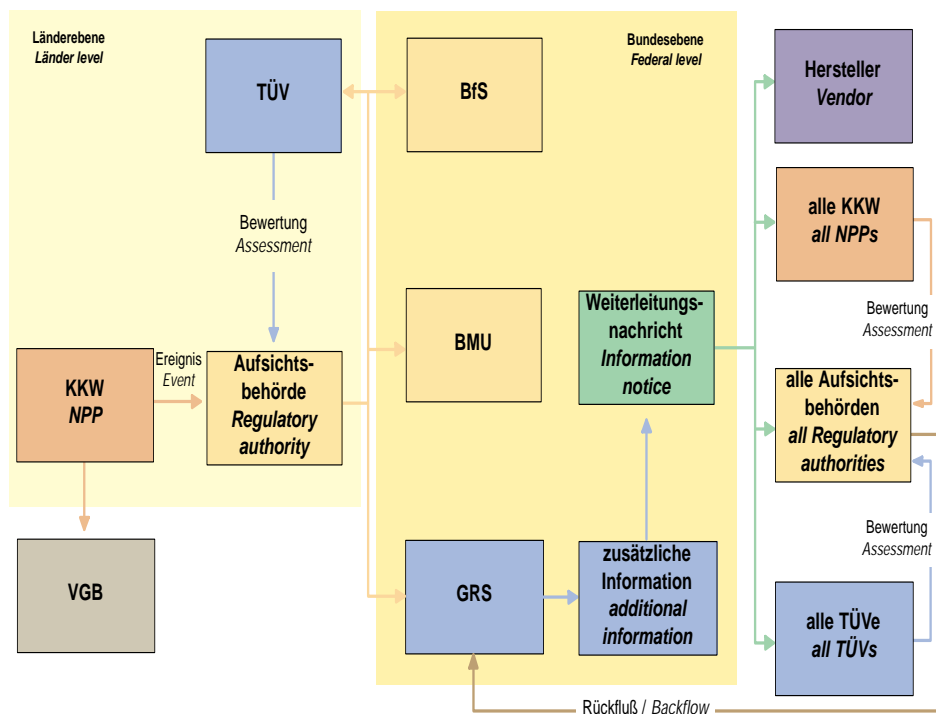 Länderebene
Länder level
TÜV
Bewertung
Assessment
KKW
NPP
Ereignis
Event
Aufsichts-
behörde
Regulatory
authority
VGB
Bundesebene
Federal level
BfS
BMU
GRS
Weiterleitungs-
nachricht
Information
notice
zusätzliche
Information
additional
information
Hersteller
Vendor
alle KKW
all NPPs
Bewertung
Assessment
alle Aufsichts-
behörden
all Regulatory
authorities
Bewertung
Assessment
alle TÜVe
all TÜVs
Rückfluß / Backflow